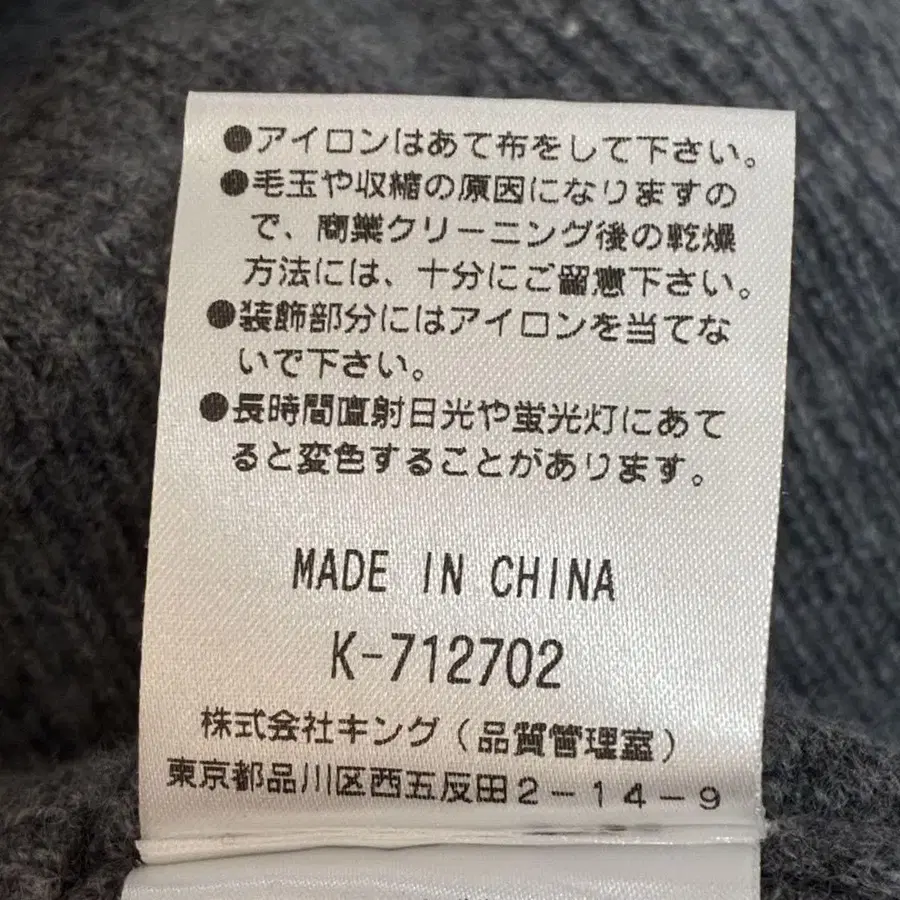 ●アイロンはあて布をして下さい。
●毛玉や収縮の原因になりますの
で、商業クリーニング後の乾燥
方法には、十分にご留意下さい。
●装飾部分にはアイロンを当てな
いで下さい。
●長時間直射日光や蛍光灯にあて
ると変色することがあります。
MADE IN CHINA
K-712702
株式会社キング(品質管理室)
東京都品川区西五反田2-14-9